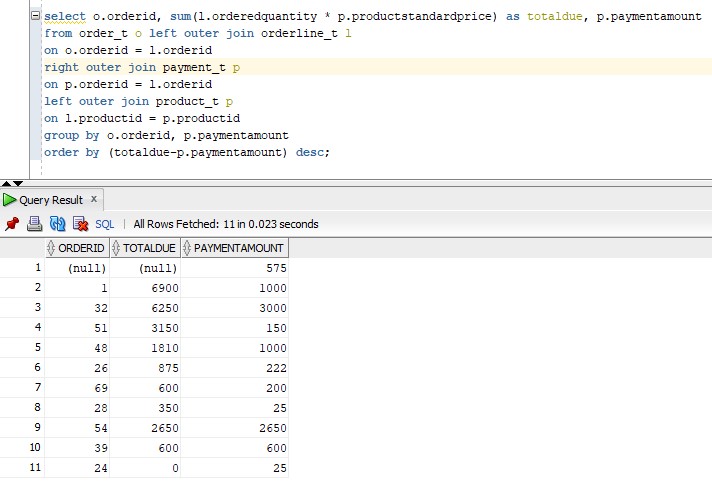 select o.orderid, sum(l.orderedquantity * p.productstandardprice) as totaldue, p.paymentamount
from order_t o left outer join orderline_t l
on o.orderid = l.orderid
right outer join payment_t p
on p.orderid = l.orderid
left outer join product_t p
on l.productid = p.productid
group by o.orderid, p.paymentamount
order by (totaldue-p.paymentamount) desc;
Query Result x
SQL | All Rows Fetched: 11 in 0.023 seconds
ORDERID TOTALDUE PAYMENTAMOUNT
1 (null) (null) 575
2 1 6900 1000
3 32 6250 3000
4 51 3150 150
5 48 1810 1000
6 26 875 222
7 69 600 200
8 28 350 25
9 54 2650 2650
10 39 600 600
11 24 0 25